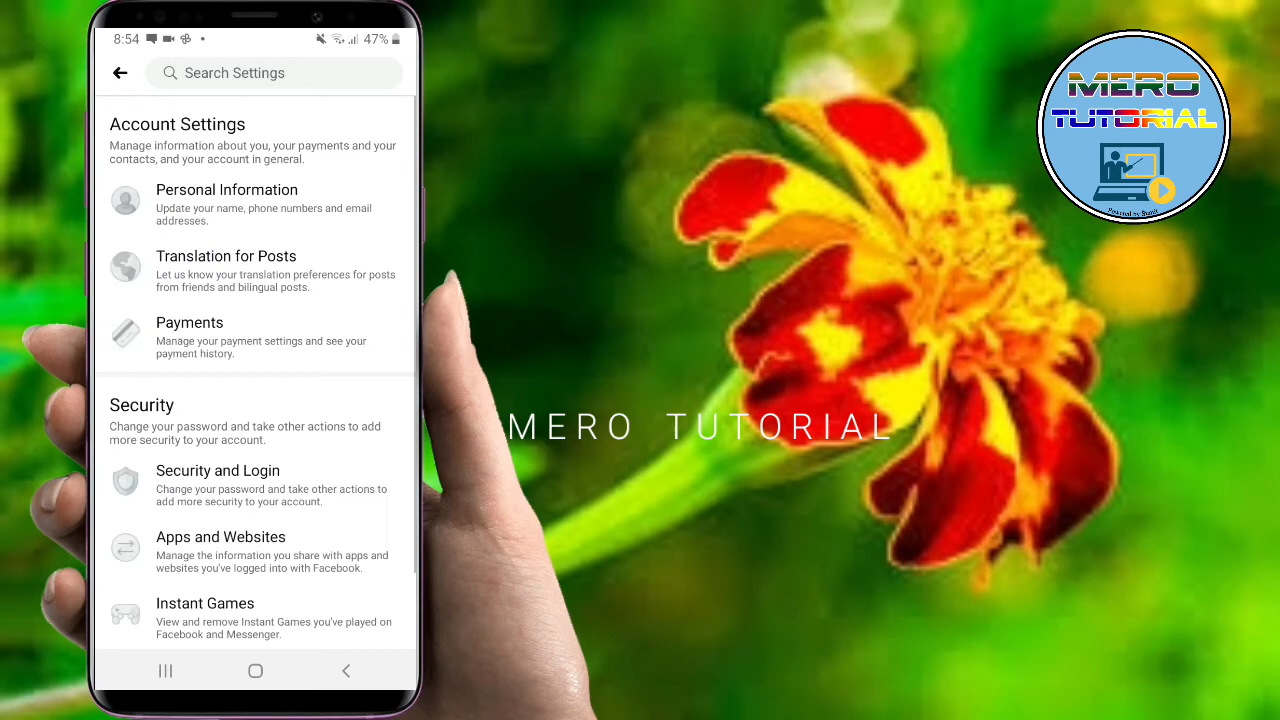 8:54
47%
Search Settings
Account Settings
Manage information about you, your payments and your
contacts, and your account in general.
Personal Information
Update your name, phone numbers and email
addresses.
Translation for Posts
Let us know your translation preferences for posts
from friends and bilingual posts.
Payments
Manage your payment settings and see your
payment history.
Security
Change your password and take other actions to add
more security to your account.
Security and Login
Change your password and take other actions to
add more security to your account.
Apps and Websites
Manage the information you share with apps and
websites you've logged into with Facebook.
Instant Games
View and remove Instant Games you've played on
Facebook and Messenger.
MERO TUTORIAL
MERO
TUTORIAL
Powered by Sunil